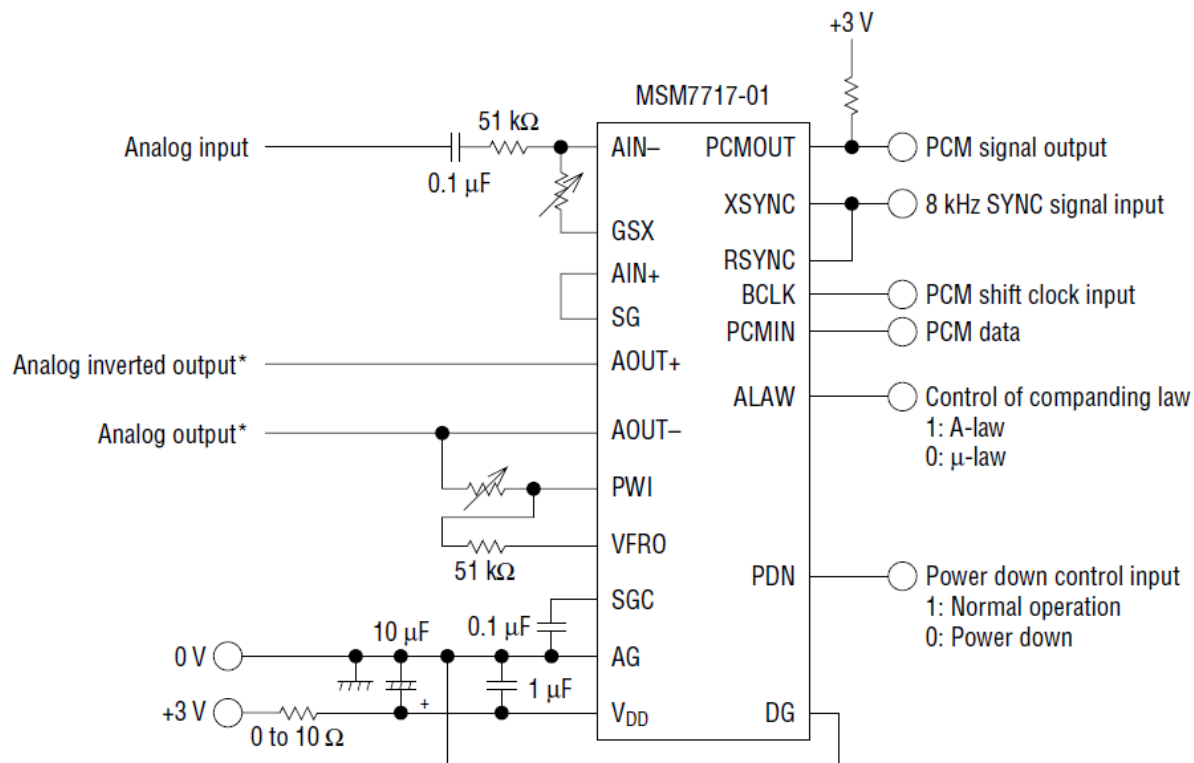 +3 V
MSM7717-01
51 kΩ
Analog input
0.1 μF
AIN–
PCMOUT
PCM signal output
XSYNC
8 kHz SYNC signal input
GSX
RSYNC
AIN+
BCLK
PCM shift clock input
SG
PCMIN
PCM data
Analog inverted output*
AOUT+
ALAW
Control of companding law
1: A-law
0: μ-law
Analog output*
AOUT–
PWI
VFRO
51 kΩ
PDN
Power down control input
1: Normal operation
0: Power down
SGC
10 μF
0.1 μF
0 V
AG
1 μF
+3 V
+
0 to 10 Ω
VDD
DG